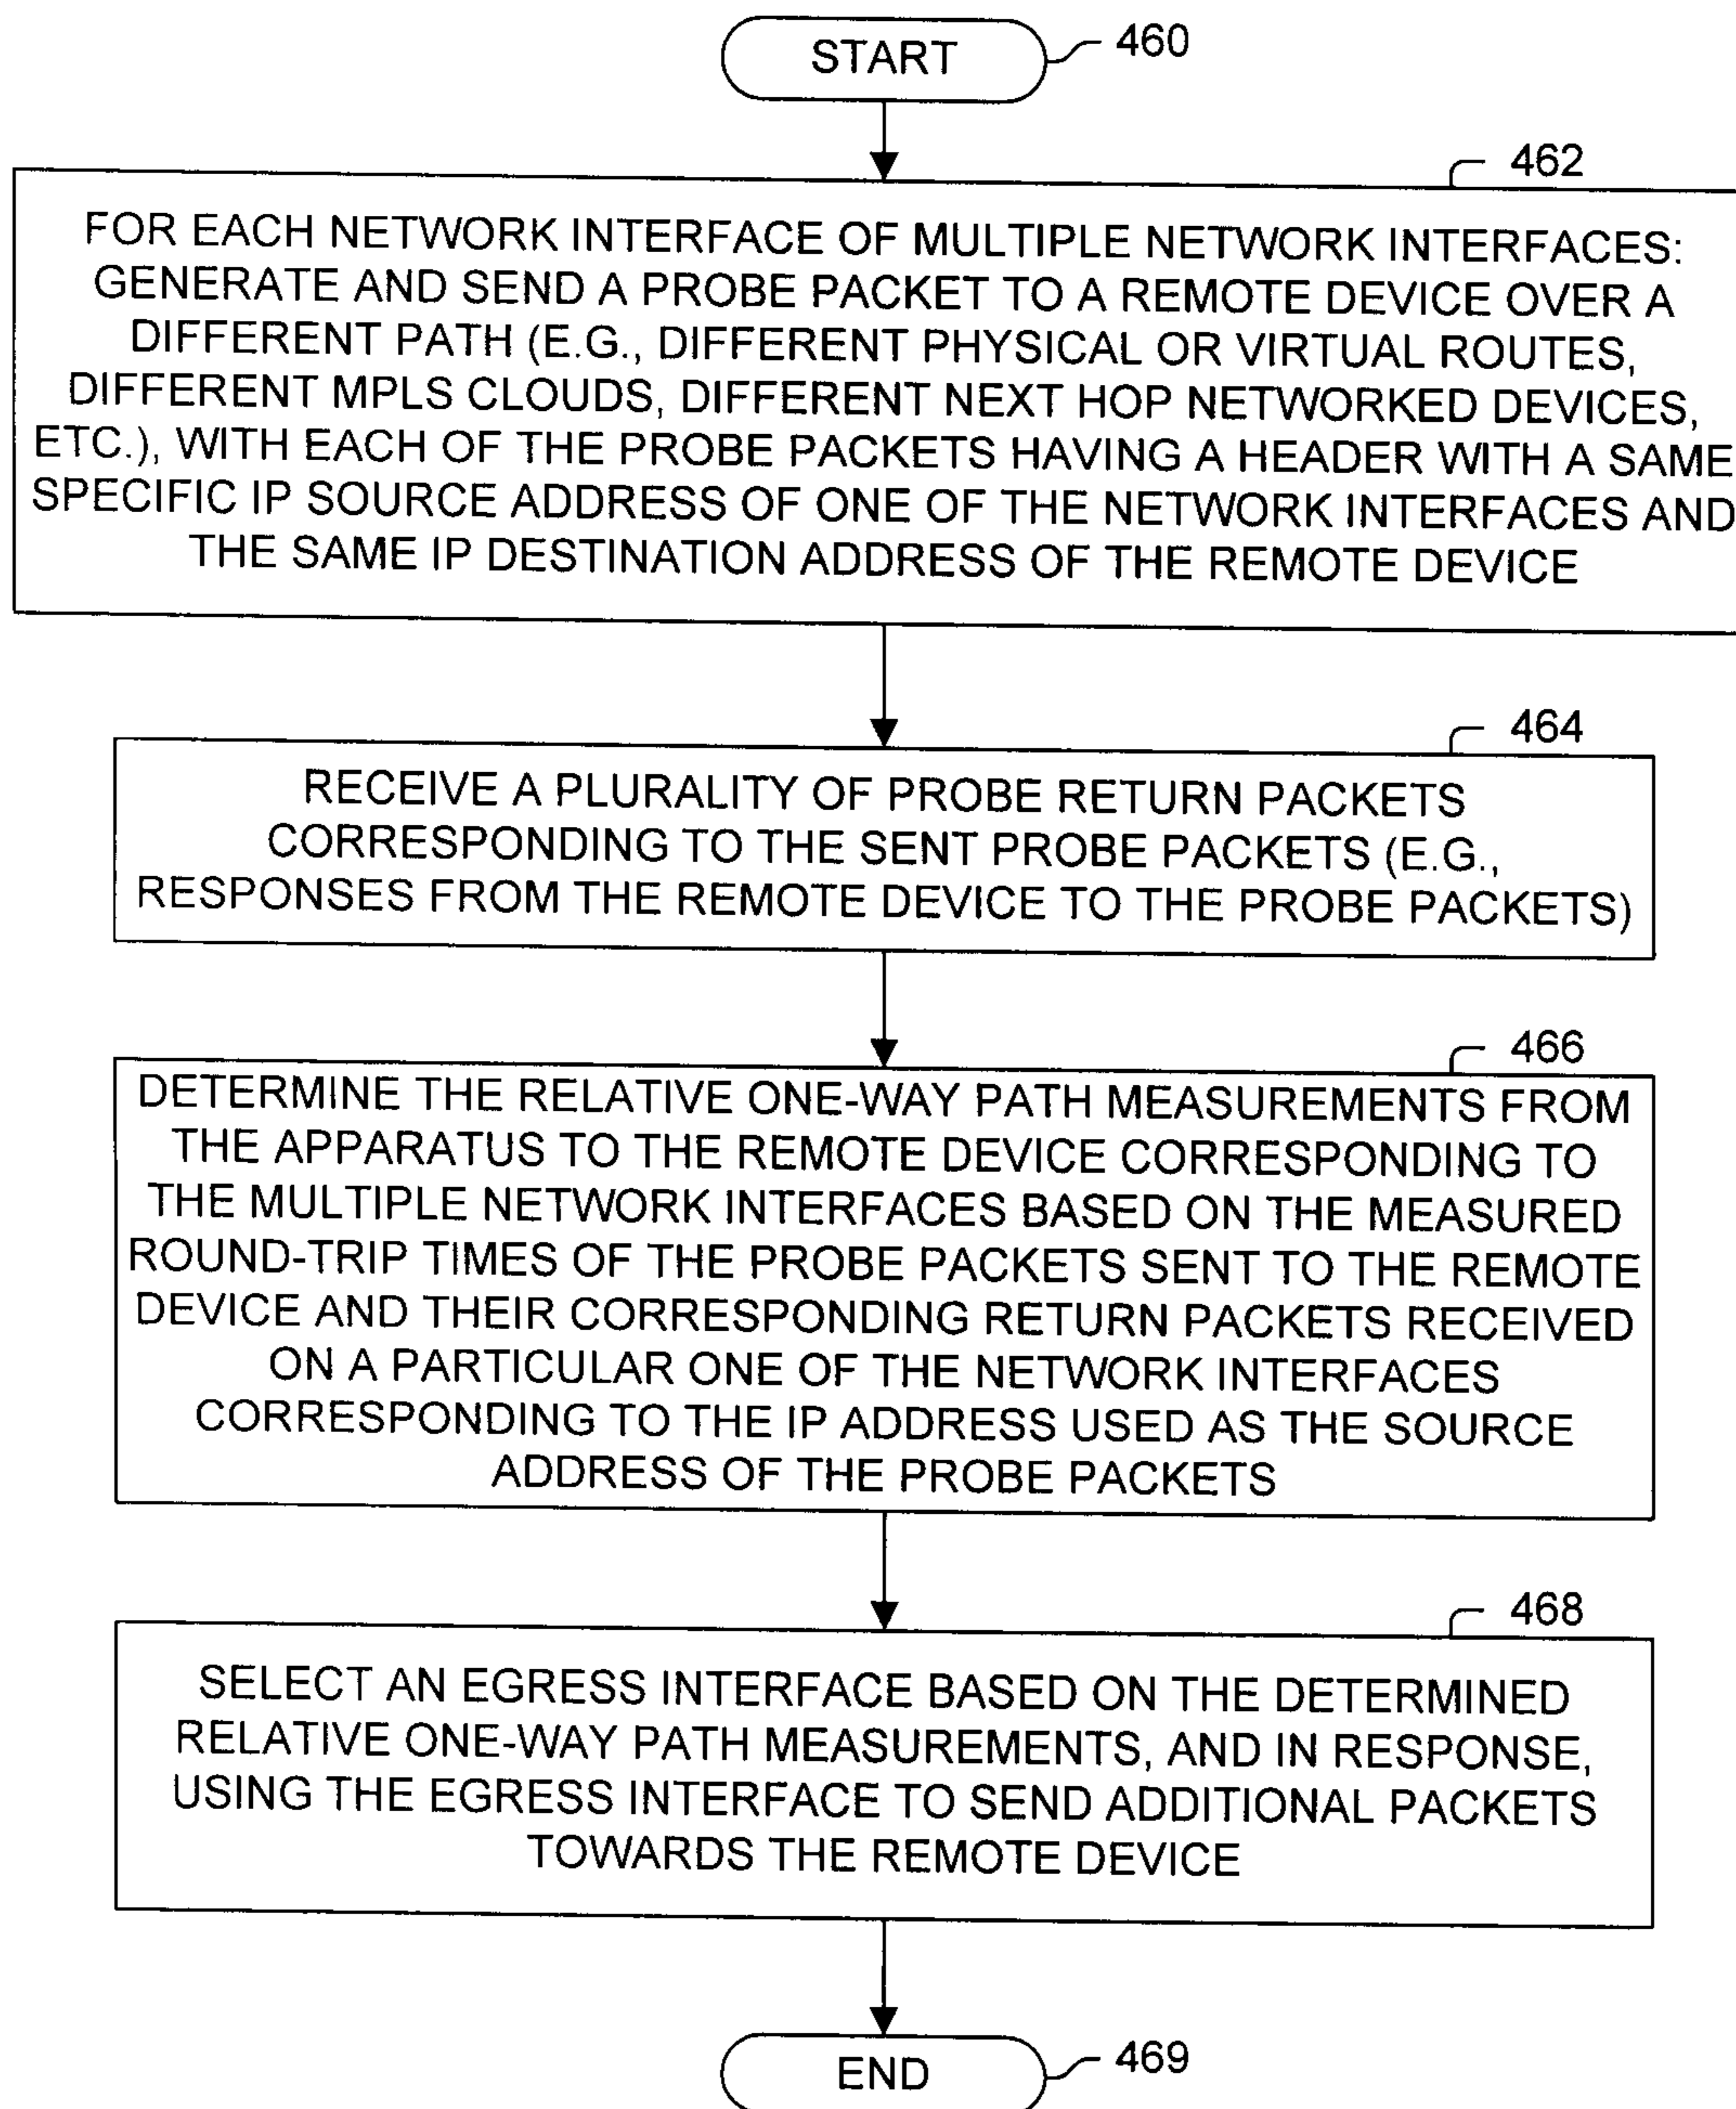 START
460
462
FOR EACH NETWORK INTERFACE OF MULTIPLE NETWORK INTERFACES:
GENERATE AND SEND A PROBE PACKET TO A REMOTE DEVICE OVER A
DIFFERENT PATH (E.G., DIFFERENT PHYSICAL OR VIRTUAL ROUTES,
DIFFERENT MPLS CLOUDS, DIFFERENT NEXT HOP NETWORKED DEVICES,
ETC.), WITH EACH OF THE PROBE PACKETS HAVING A HEADER WITH A SAME
SPECIFIC IP SOURCE ADDRESS OF ONE OF THE NETWORK INTERFACES AND
THE SAME IP DESTINATION ADDRESS OF THE REMOTE DEVICE
464
RECEIVE A PLURALITY OF PROBE RETURN PACKETS
CORRESPONDING TO THE SENT PROBE PACKETS (E.G.,
RESPONSES FROM THE REMOTE DEVICE TO THE PROBE PACKETS)
466
DETERMINE THE RELATIVE ONE-WAY PATH MEASUREMENTS FROM
THE APPARATUS TO THE REMOTE DEVICE CORRESPONDING TO
THE MULTIPLE NETWORK INTERFACES BASED ON THE MEASURED
ROUND-TRIP TIMES OF THE PROBE PACKETS SENT TO THE REMOTE
DEVICE AND THEIR CORRESPONDING RETURN PACKETS RECEIVED
ON A PARTICULAR ONE OF THE NETWORK INTERFACES
CORRESPONDING TO THE IP ADDRESS USED AS THE SOURCE
ADDRESS OF THE PROBE PACKETS
468
SELECT AN EGRESS INTERFACE BASED ON THE DETERMINED
RELATIVE ONE-WAY PATH MEASUREMENTS, AND IN RESPONSE,
USING THE EGRESS INTERFACE TO SEND ADDITIONAL PACKETS
TOWARDS THE REMOTE DEVICE
END
469